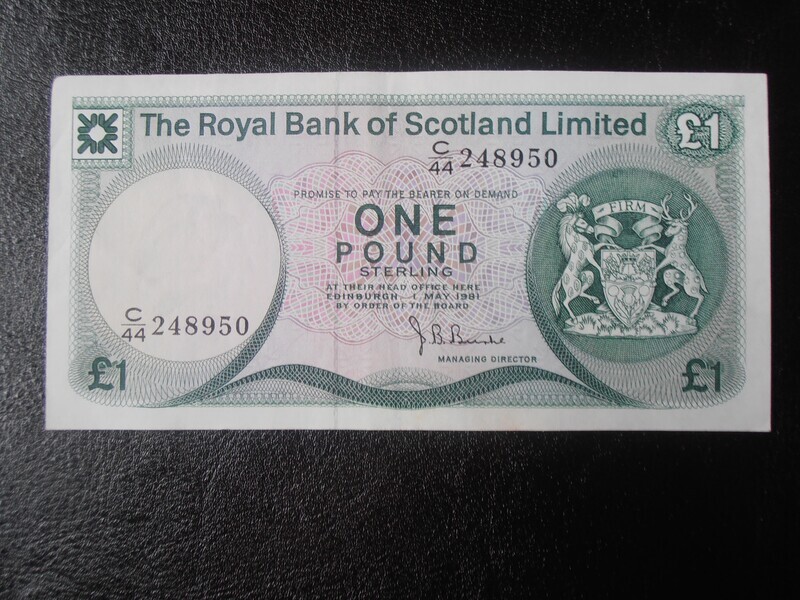 The Royal Bank of Scotland Limited
£1
C/44 248950
PROMISE TO PAY THE BEARER ON DEMAND
ONE
POUND
STERLING
AT THEIR HEAD OFFICE HERE
EDINBURGH 1 MAY 1981
BY ORDER OF THE BOARD
FIRM
C/44 248950
J. B. Burke
MANAGING DIRECTOR
£1
£1